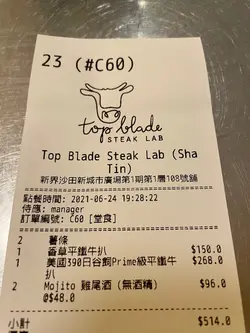 23 (#C60)
top blade
STEAK LAB
Top Blade Steak Lab (Sha
Tin)
新界沙田新城市廣場第1期第1層108號舖
點餐時間: 2021-06-24 19:28:22
侍應: manager
訂單編號: C60 [堂食]
2 薯條
1 香草平鐵牛扒 $150.0
1 美國390日谷飼Prime級平鐵牛 $268.0
扒
2 Mojito 雞尾酒 (無酒精) $96.0
@$48.0
小計 $514.0